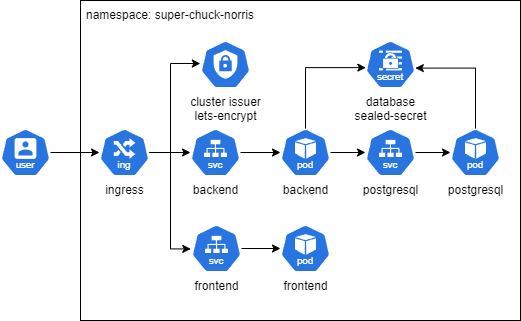 namespace: super-chuck-norris
cluster issuer
lets-encrypt
secret
database
sealed-secret
user
ing
ingress
svc
backend
pod
backend
svc
postgresql
pod
postgresql
svc
frontend
pod
frontend